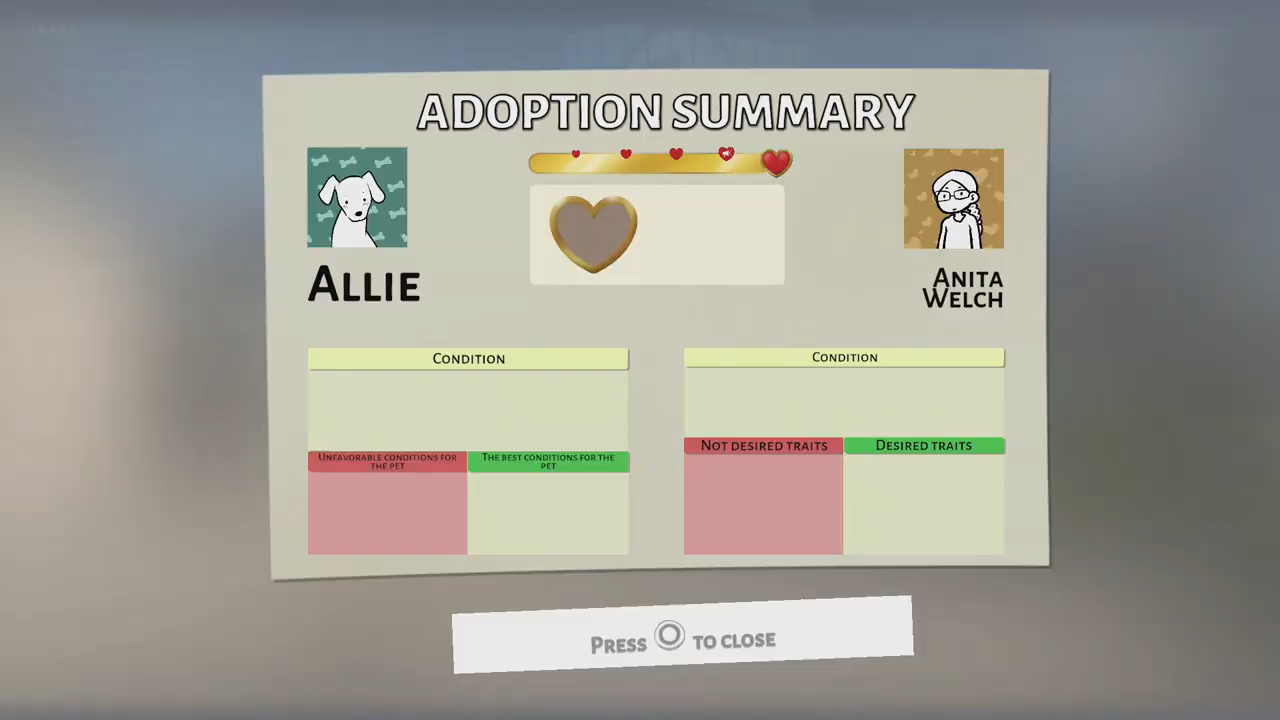 ADOPTION SUMMARY
ALLIE
ANITA
WELCH
CONDITION
UNFAVORABLE CONDITIONS FOR
THE PET
THE BEST CONDITIONS FOR THE
PET
CONDITION
NOT DESIRED TRAITS
DESIRED TRAITS
PRESS TO CLOSE